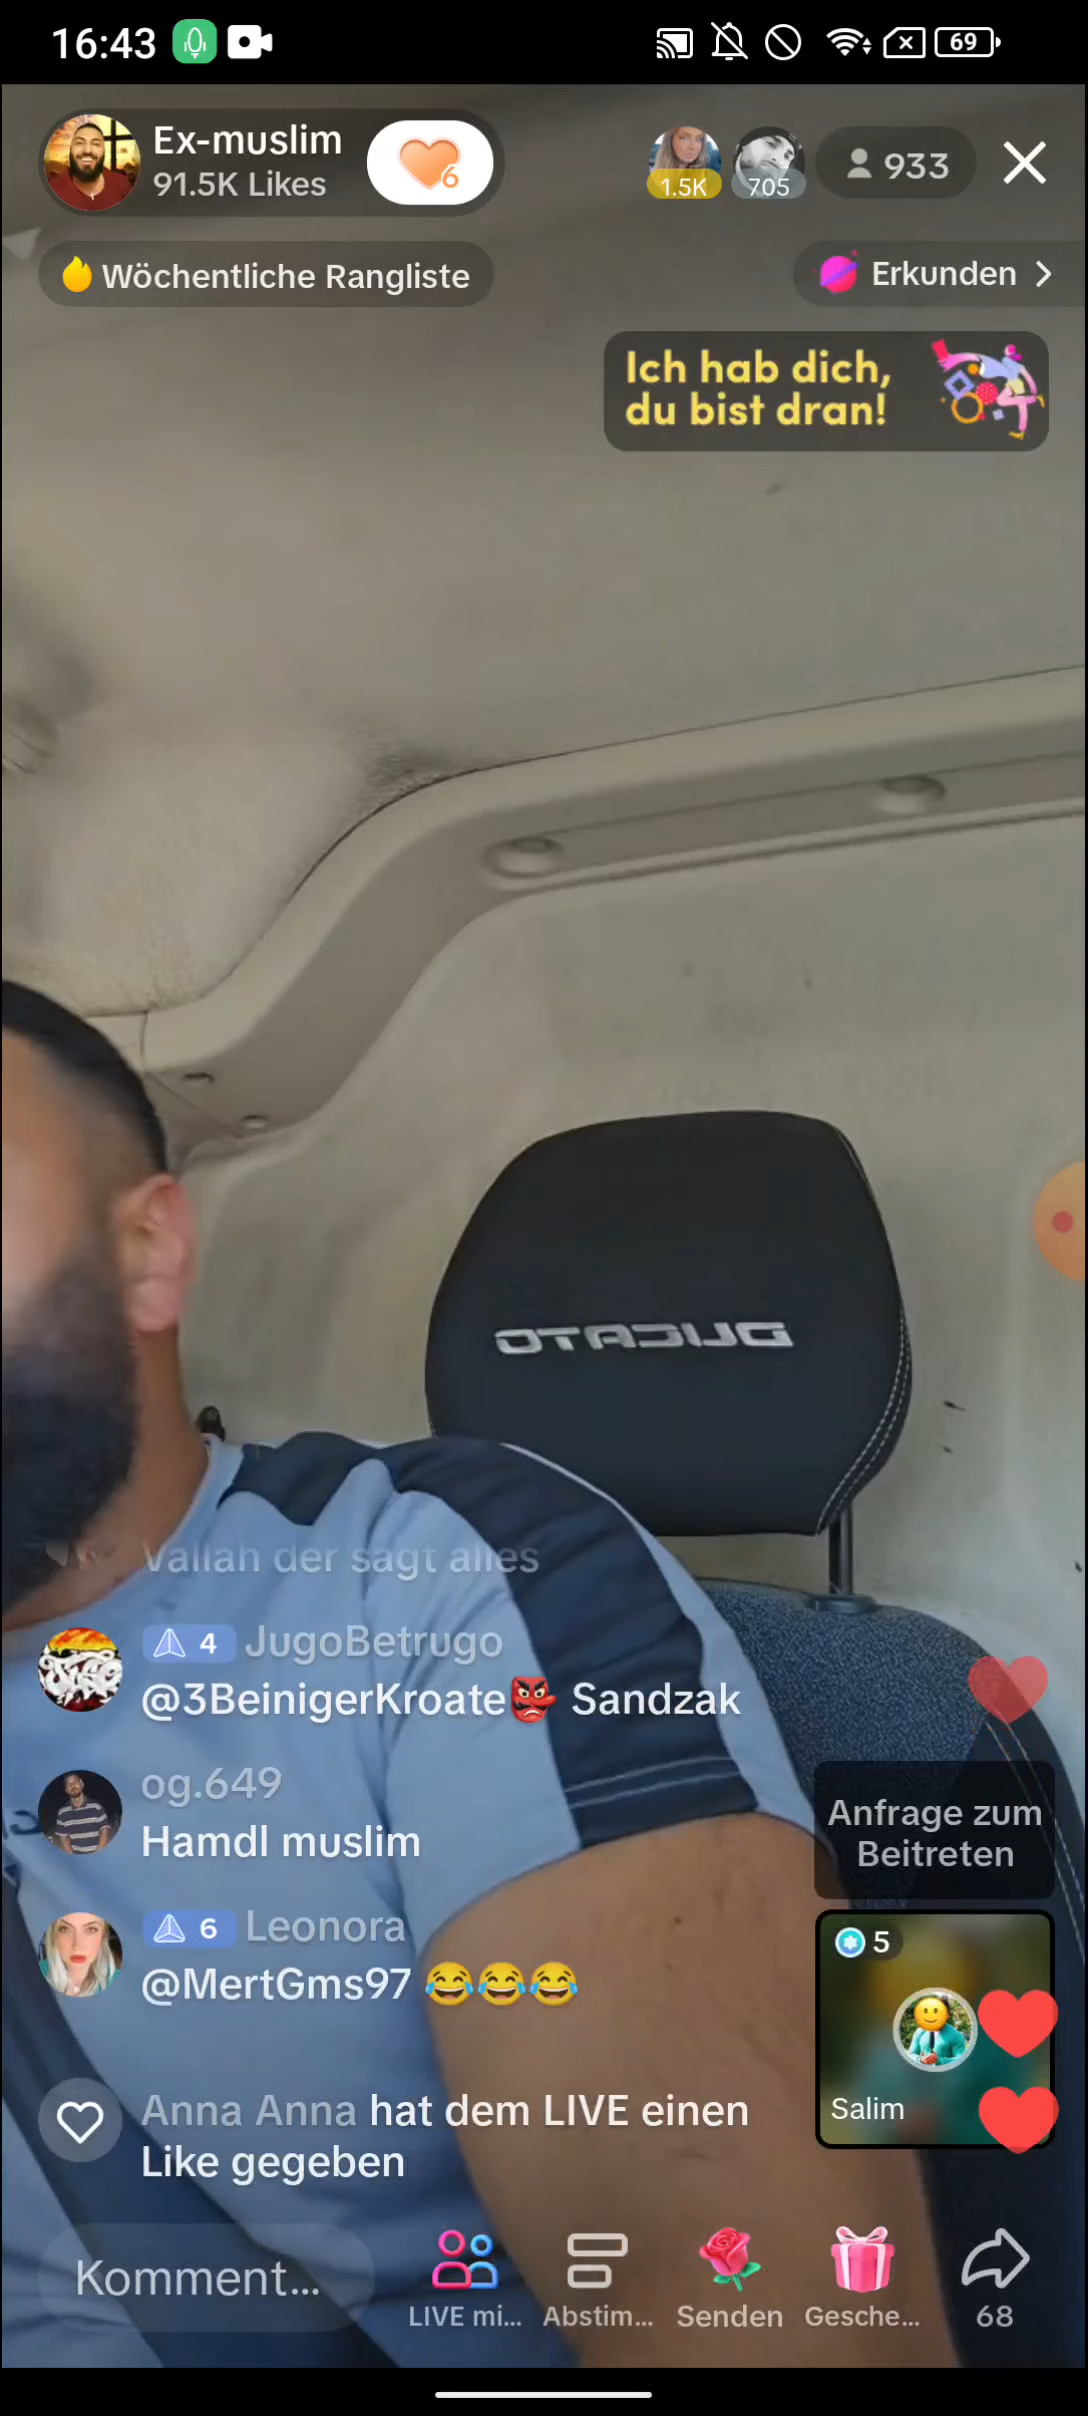 16:43
69
Ex-muslim
91.5K Likes
6
1.5K
705
933
Wöchentliche Rangliste
Erkunden
Ich hab dich,
du bist dran!
DUCATO
Vallah der sagt alles
4 JugoBetrugo
@3BeinigerKroate👺 Sandzak
og.649
Hamdl muslim
Anfrage zum
Beitreten
6 Leonora
@MertGms97 😂😂😂
5
Salim
Anna Anna hat dem LIVE einen
Like gegeben
Komment...
LIVE mi...
Abstim...
Senden
Gesche...
68